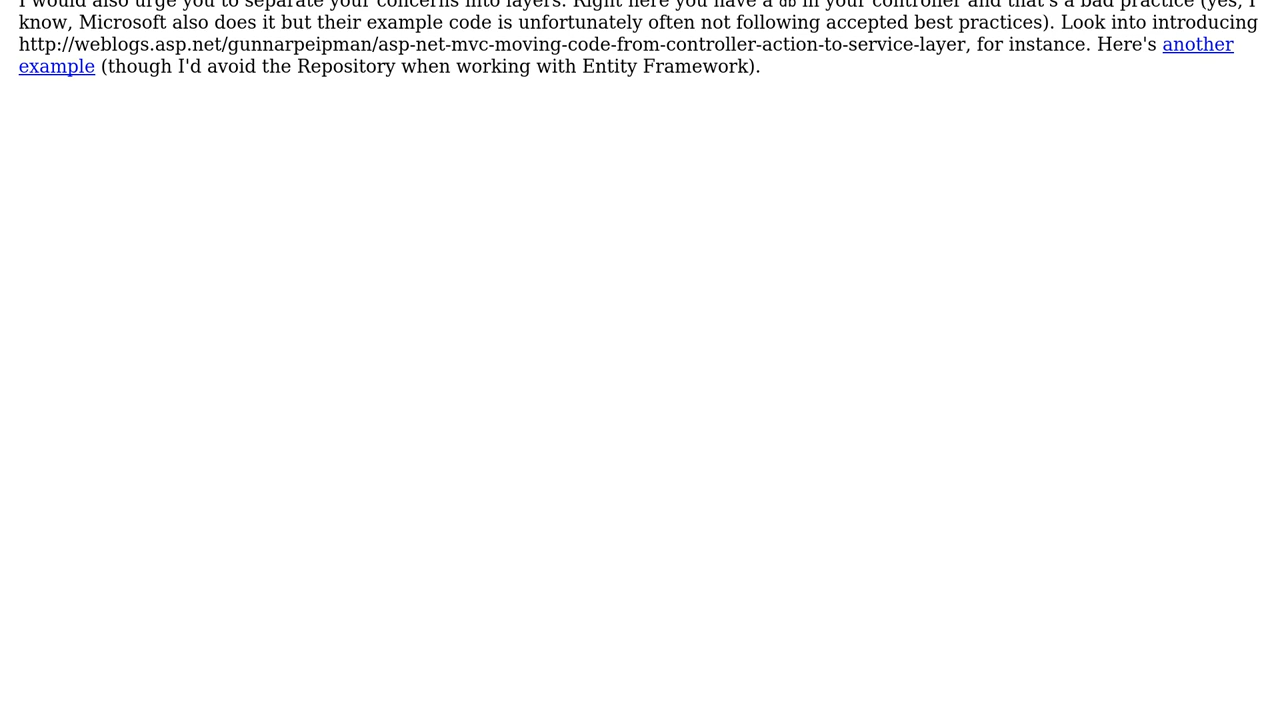 I would also urge you to separate your concerns into layers. Right here you have a db in your controller and that's a bad practice (yes, I
know, Microsoft also does it but their example code is unfortunately often not following accepted best practices). Look into introducing
http://weblogs.asp.net/gunnarpeipman/asp-net-mvc-moving-code-from-controller-action-to-service-layer, for instance. Here's another
example (though I'd avoid the Repository when working with Entity Framework).